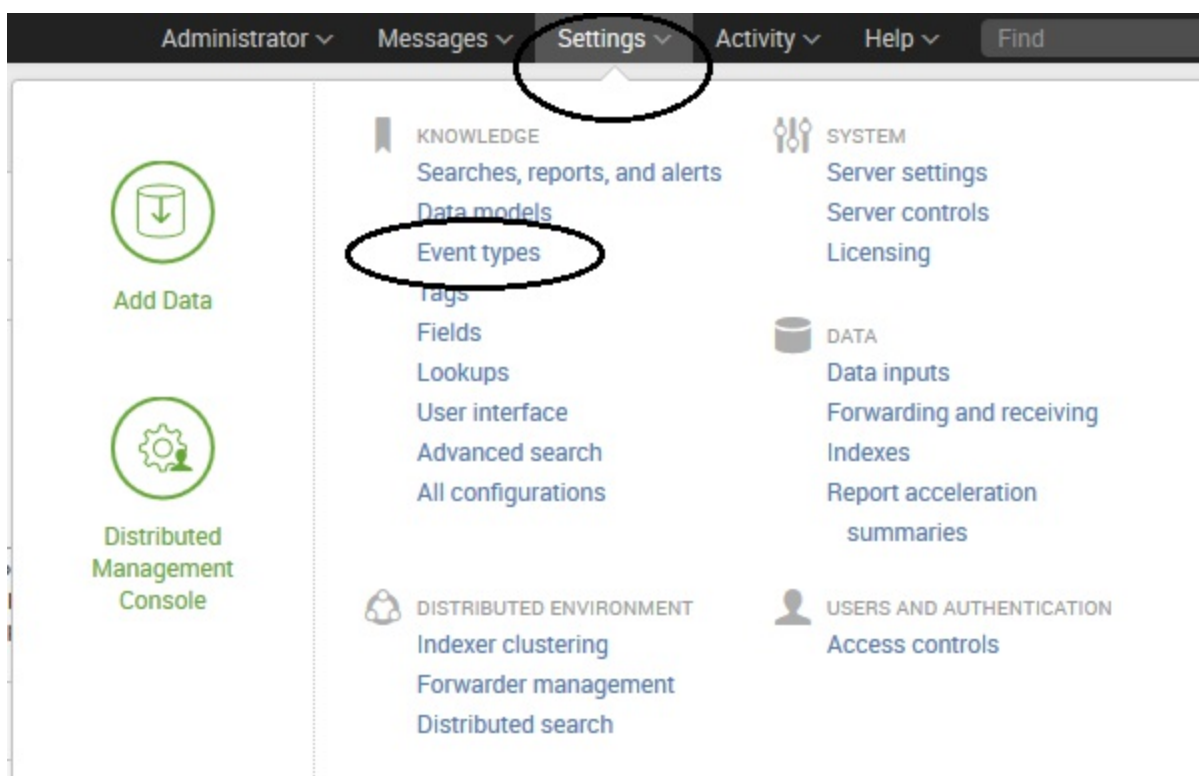 Administrator Messages Settings Activity Help Find
Add Data
Distributed
Management
Console
KNOWLEDGE
Searches, reports, and alerts
Data models
Event types
Tags
Fields
Lookups
User interface
Advanced search
All configurations
SYSTEM
Server settings
Server controls
Licensing
DATA
Data inputs
Forwarding and receiving
Indexes
Report acceleration
summaries
DISTRIBUTED ENVIRONMENT
Indexer clustering
Forwarder management
Distributed search
USERS AND AUTHENTICATION
Access controls